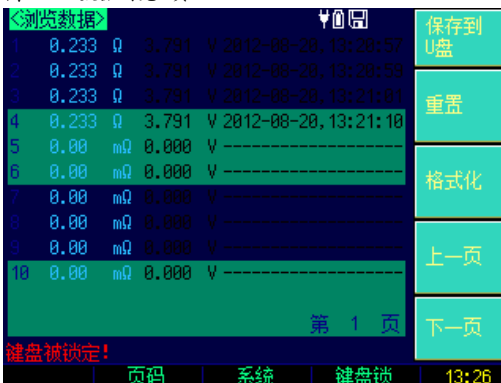 <浏览数据>
保存到
U盘
1 0.233 Ω 3.791 V 2012-08-20,13:20:57
2 0.233 Ω 3.791 V 2012-08-20,13:20:59
3 0.233 Ω 3.791 V 2012-08-20,13:21:01
重置
4 0.233 Ω 3.791 V 2012-08-20,13:21:10
5 0.00 mΩ 0.000 V --------------------
6 0.00 mΩ 0.000 V --------------------
格式化
7 0.00 mΩ 0.000 V
8 0.00 mΩ 0.000 V
9 0.00 mΩ 0.000 V
上一页
10 0.00 mΩ 0.000 V --------------------
第 1 页
下一页
键盘被锁定!
页码 系统 键盘锁 13:26